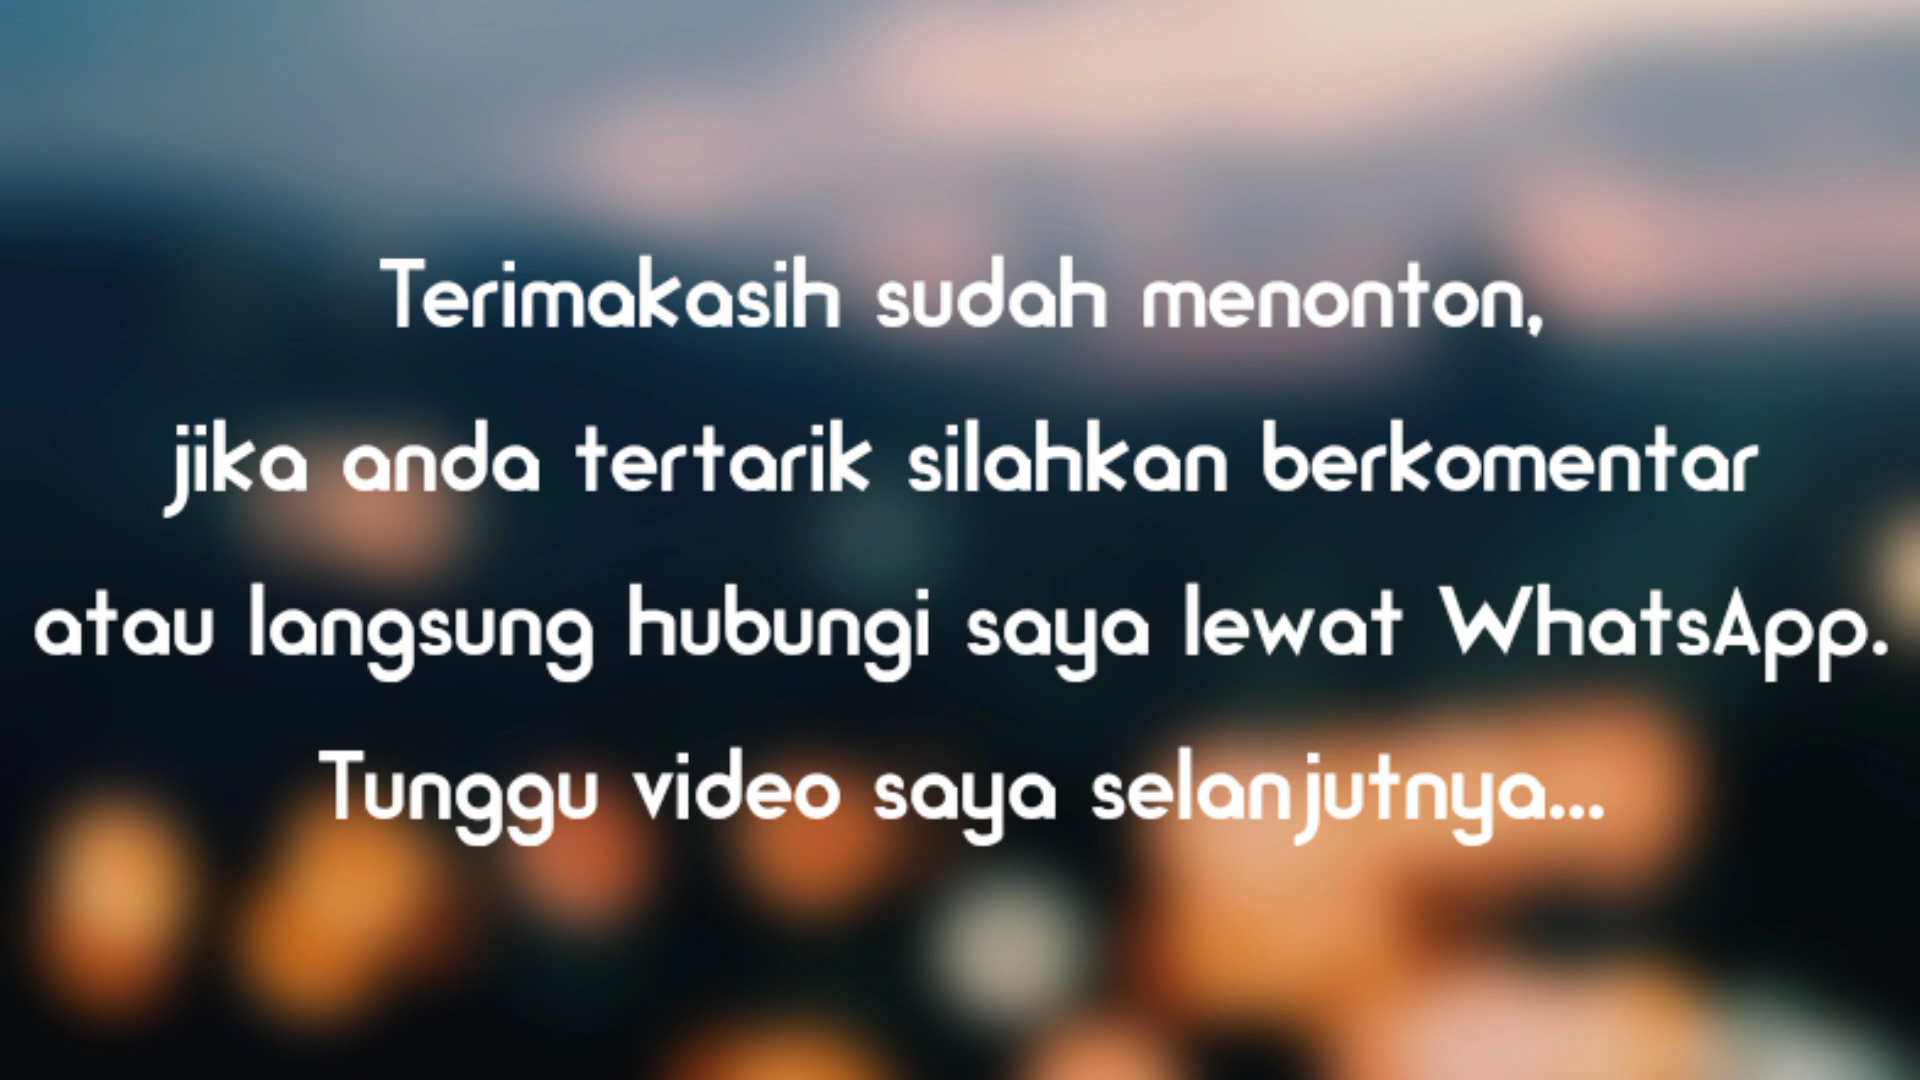 Terimakasih sudah menonton,
jika anda tertarik silahkan berkomentar
atau langsung hubungi saya lewat WhatsApp.
Tunggu video saya selanjutnya...